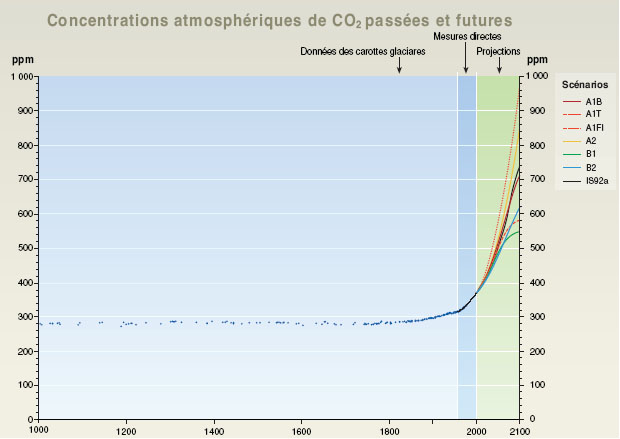 Concentrations atmosphériques de CO₂ passées et futures
Mesures directes
Données des carottes glaciaires
Projections
ppm
ppm
1 000
900
800
700
600
500
400
300
200
100
0
1 000
900
800
700
600
500
400
300
200
100
0
1000
1200
1400
1600
1800
2000
2100
Scénarios
A1B
A1T
A1FI
A2
B1
B2
IS92a